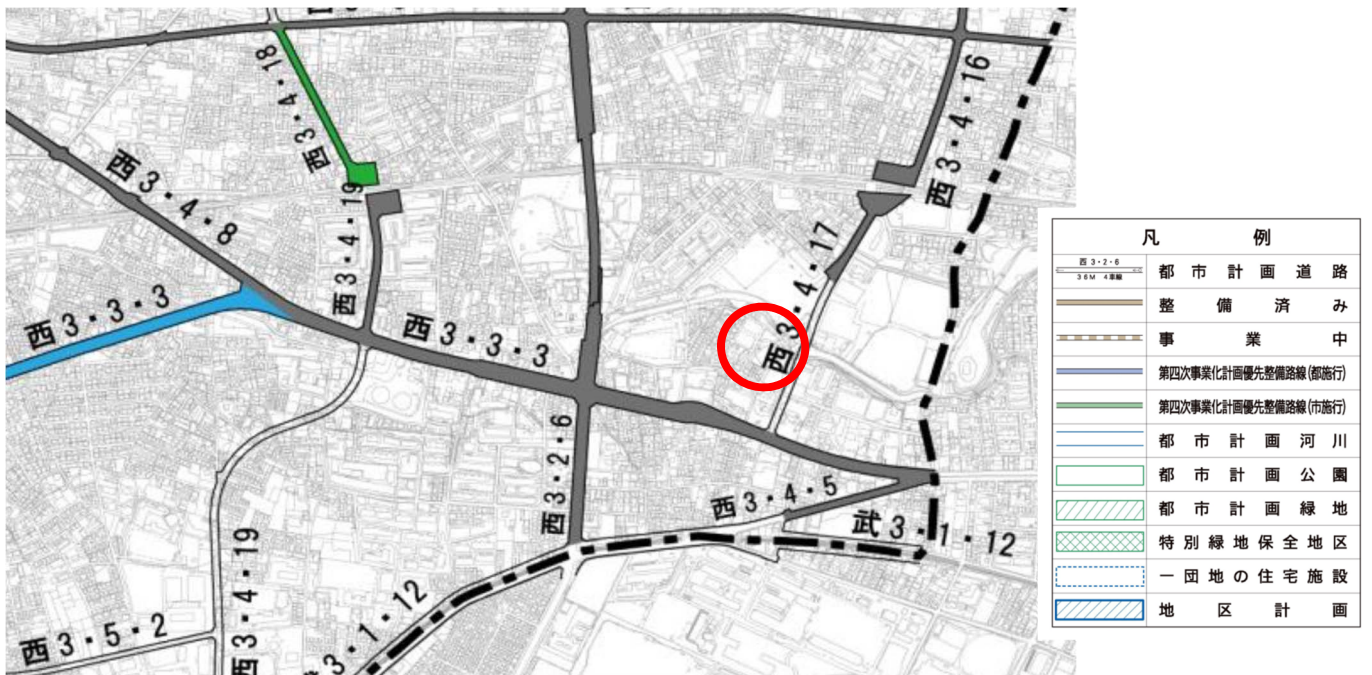 西3・4・18
西3・4・16
西3・4・8
西3・4・19
西3・4・17
西3・3・3
西3・3・3
西3・2・6
西3・4・5
武3・1・12
西3・4・19
3・1・12
西3・5・2
凡例
西3・2・6
36M 4車線
都市計画道路
整備済み
事業中
第四次事業化計画優先整備路線(都施行)
第四次事業化計画優先整備路線(市施行)
都市計画河川
都市計画公園
都市計画緑地
特別緑地保全地区
一団地の住宅施設
地区計画